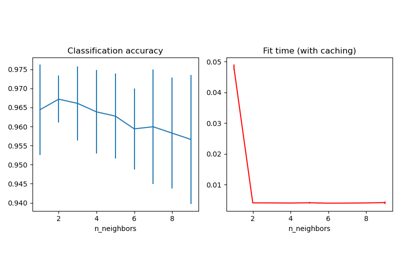 Classification accuracy
0.975
0.970
0.965
0.960
0.955
0.950
0.945
0.940
2 4 6 8
n_neighbors
Fit time (with caching)
0.05
0.04
0.03
0.02
0.01
2 4 6 8
n_neighbors